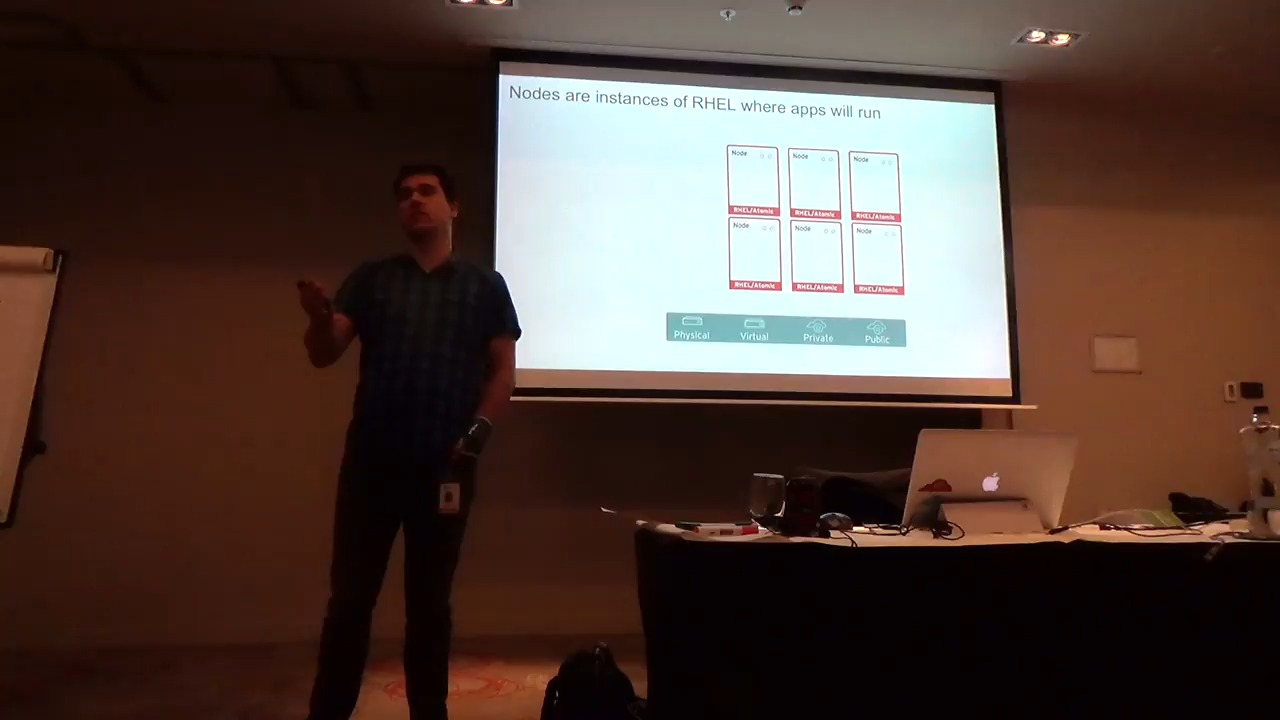 Nodes are instances of RHEL where apps will run
Node
Node
Node
RHEL/Atomic
RHEL/Atomic
RHEL/Atomic
Node
Node
Node
RHEL/Atomic
RHEL/Atomic
RHEL/Atomic
Physical
Virtual
Private
Public